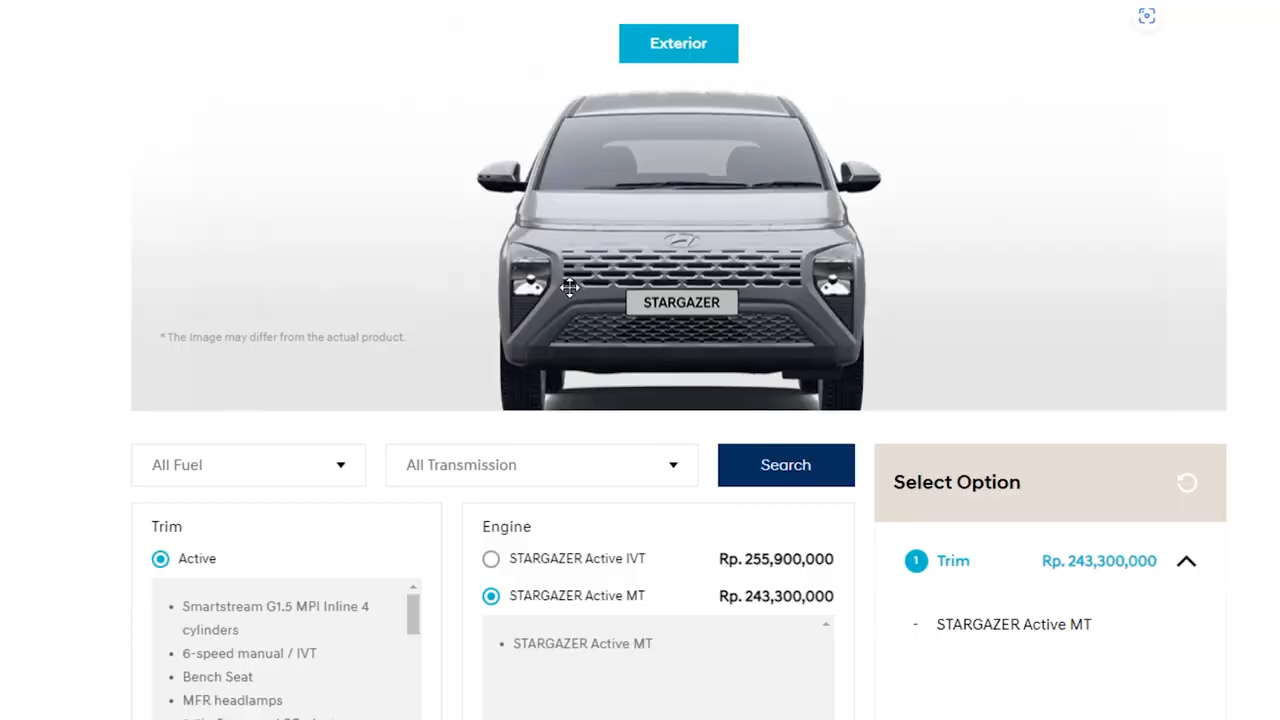 Exterior
STARGAZER
* The Image may differ from the actual product.
All Fuel
All Transmission
Search
Select Option
Trim
Active
Smartstream G1.5 MPI Inline 4
cylinders
6-speed manual / IVT
Bench Seat
MFR headlamps
Engine
STARGAZER Active IVT Rp. 255,900,000
STARGAZER Active MT Rp. 243,300,000
STARGAZER Active MT
1 Trim Rp. 243,300,000
- STARGAZER Active MT